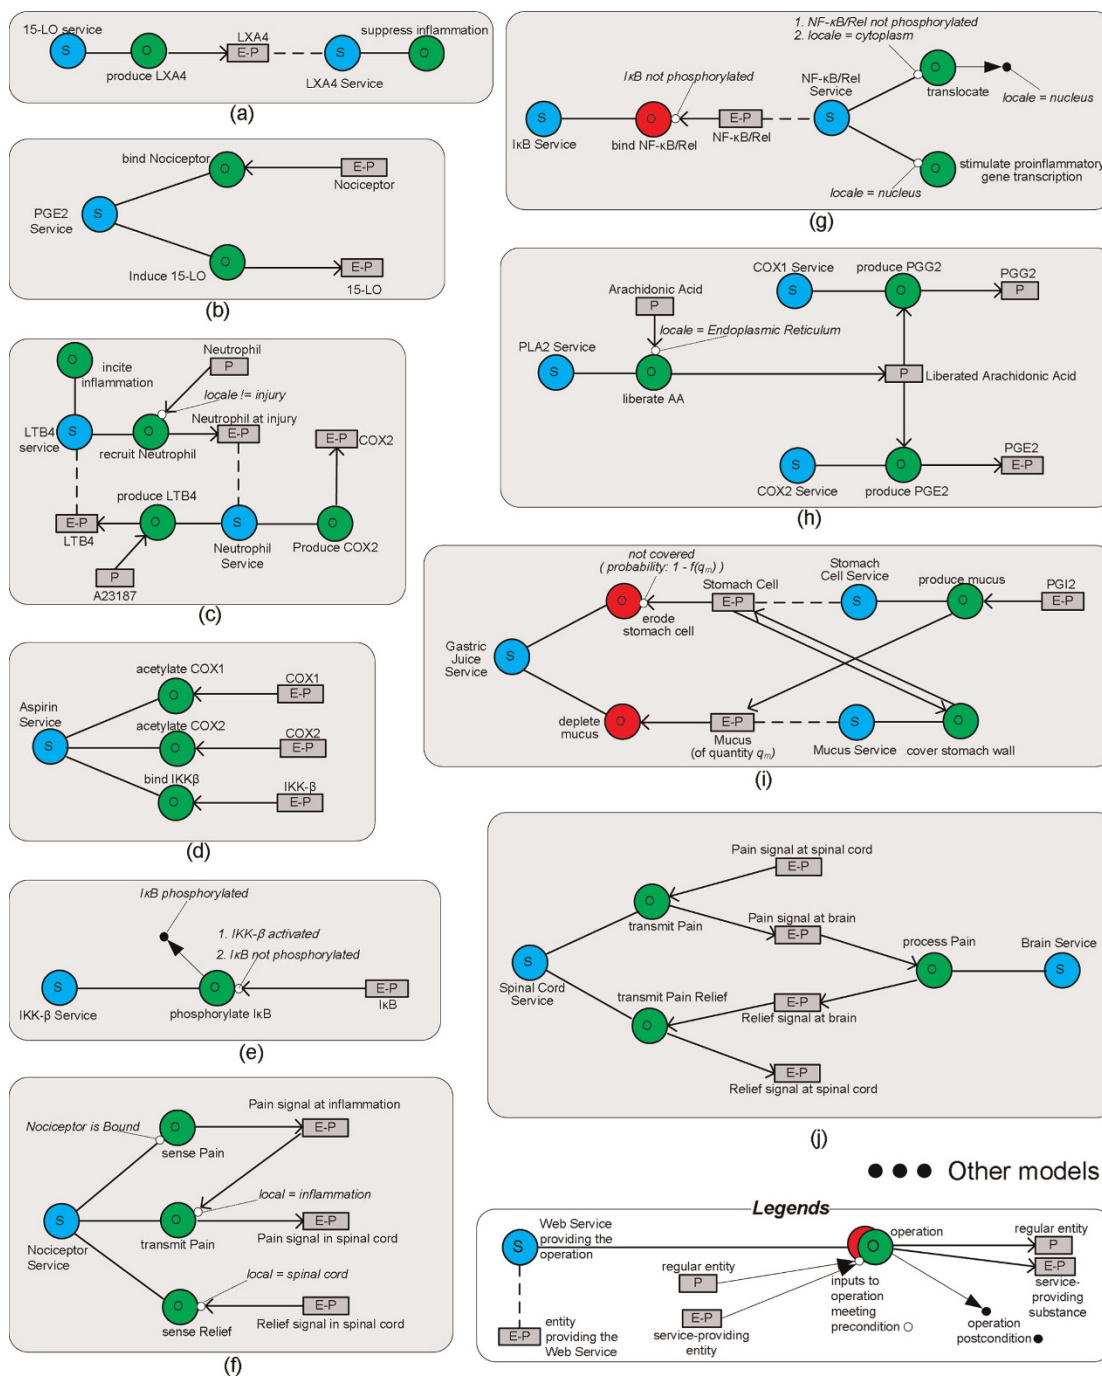 15-LO service
S
O
produce LXA4
LXA4
E-P
S
LXA4 Service
suppress inflammation
O
(a)
bind Nociceptor
O
E-P
Nociceptor
PGE2
Service
S
Induce 15-LO
O
E-P
15-LO
(b)
O
incite
inflammation
Neutrophil
P
locale != injury
LTB4
service
S
O
recruit Neutrophil
Neutrophil at injury
E-P
E-P
COX2
produce LTB4
E-P
LTB4
O
S
Neutrophil
Service
O
Produce COX2
P
A23187
(c)
acetylate COX1
O
COX1
E-P
Aspirin
Service
S
acetylate COX2
O
COX2
E-P
bind IKKβ
O
IKK-β
E-P
(d)
IκB phosphorylated
1. IKK-β activated
2. IκB not phosphorylated
S
IKK-β Service
O
phosphorylate IκB
E-P
IκB
(e)
Pain signal at inflammation
Nociceptor is Bound
O
sense Pain
E-P
local = inflammation
S
Nociceptor
Service
O
transmit Pain
E-P
Pain signal in spinal cord
local = spinal cord
O
sense Relief
E-P
Relief signal in spinal cord
(f)
1. NF-κB/Rel not phosphorylated
2. locale = cytoplasm
IκB not phosphorylated
NF-κB/Rel
Service
O
translocate
locale = nucleus
S
IκB Service
O
bind NF-κB/Rel
E-P
NF-κB/Rel
S
O
stimulate proinflammatory
gene transcription
locale = nucleus
(g)
COX1 Service
S
produce PGG2
O
PGG2
P
Arachidonic Acid
P
locale = Endoplasmic Reticulum
PLA2 Service
S
O
liberate AA
P
Liberated Arachidonic Acid
S
COX2 Service
O
produce PGE2
PGE2
E-P
(h)
not covered
( probability: 1 - f(qm) )
O
erode
stomach cell
Stomach Cell
E-P
Stomach
Cell Service
S
produce mucus
O
PGI2
E-P
Gastric
Juice
Service
S
deplete
mucus
O
E-P
Mucus
(of quantity qm)
S
Mucus Service
O
cover stomach wall
(i)
Pain signal at spinal cord
E-P
O
transmit Pain
Pain signal at brain
E-P
process Pain
O
Brain Service
S
S
Spinal Cord
Service
transmit Pain Relief
O
E-P
Relief signal at brain
E-P
Relief signal at spinal cord
(j)
Other models
Legends
S
Web Service
providing the
operation
O
operation
regular entity
P
E-P
service-
providing
substance
regular entity
P
E-P
service-providing
entity
inputs to
operation
meeting
precondition
operation
postcondition
E-P
entity
providing the
Web Service